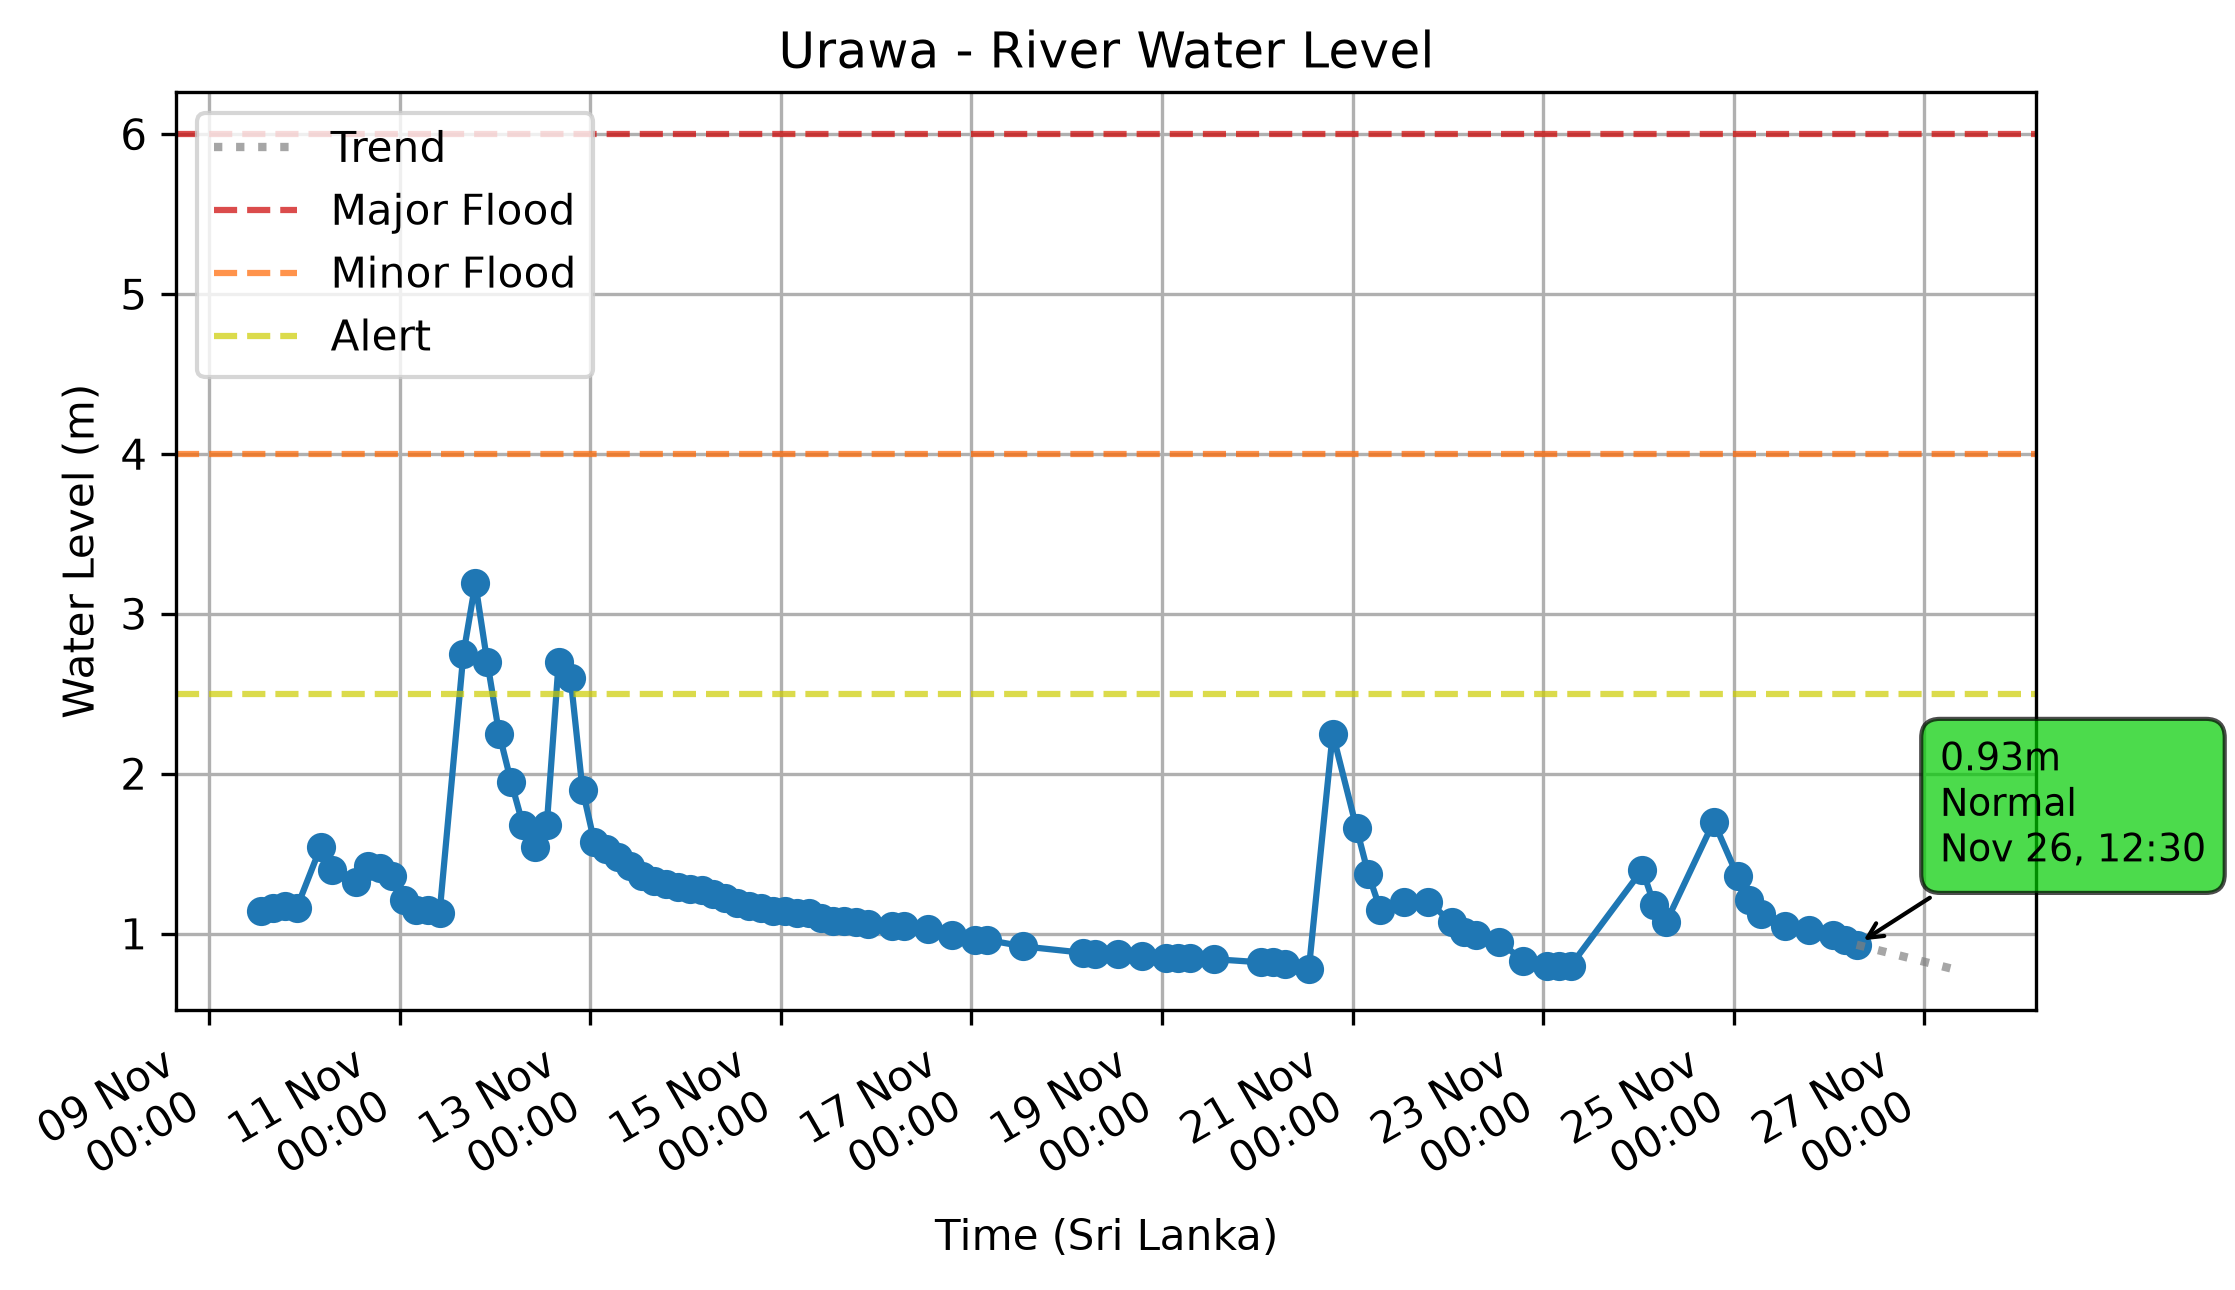 Urawa - River Water Level
6
5
4
3
2
1
Water Level (m)
Trend
Major Flood
Minor Flood
Alert
0.93m
Normal
Nov 26, 12:30
09 Nov
00:00
11 Nov
00:00
13 Nov
00:00
15 Nov
00:00
17 Nov
00:00
19 Nov
00:00
21 Nov
00:00
23 Nov
00:00
25 Nov
00:00
27 Nov
00:00
Time (Sri Lanka)